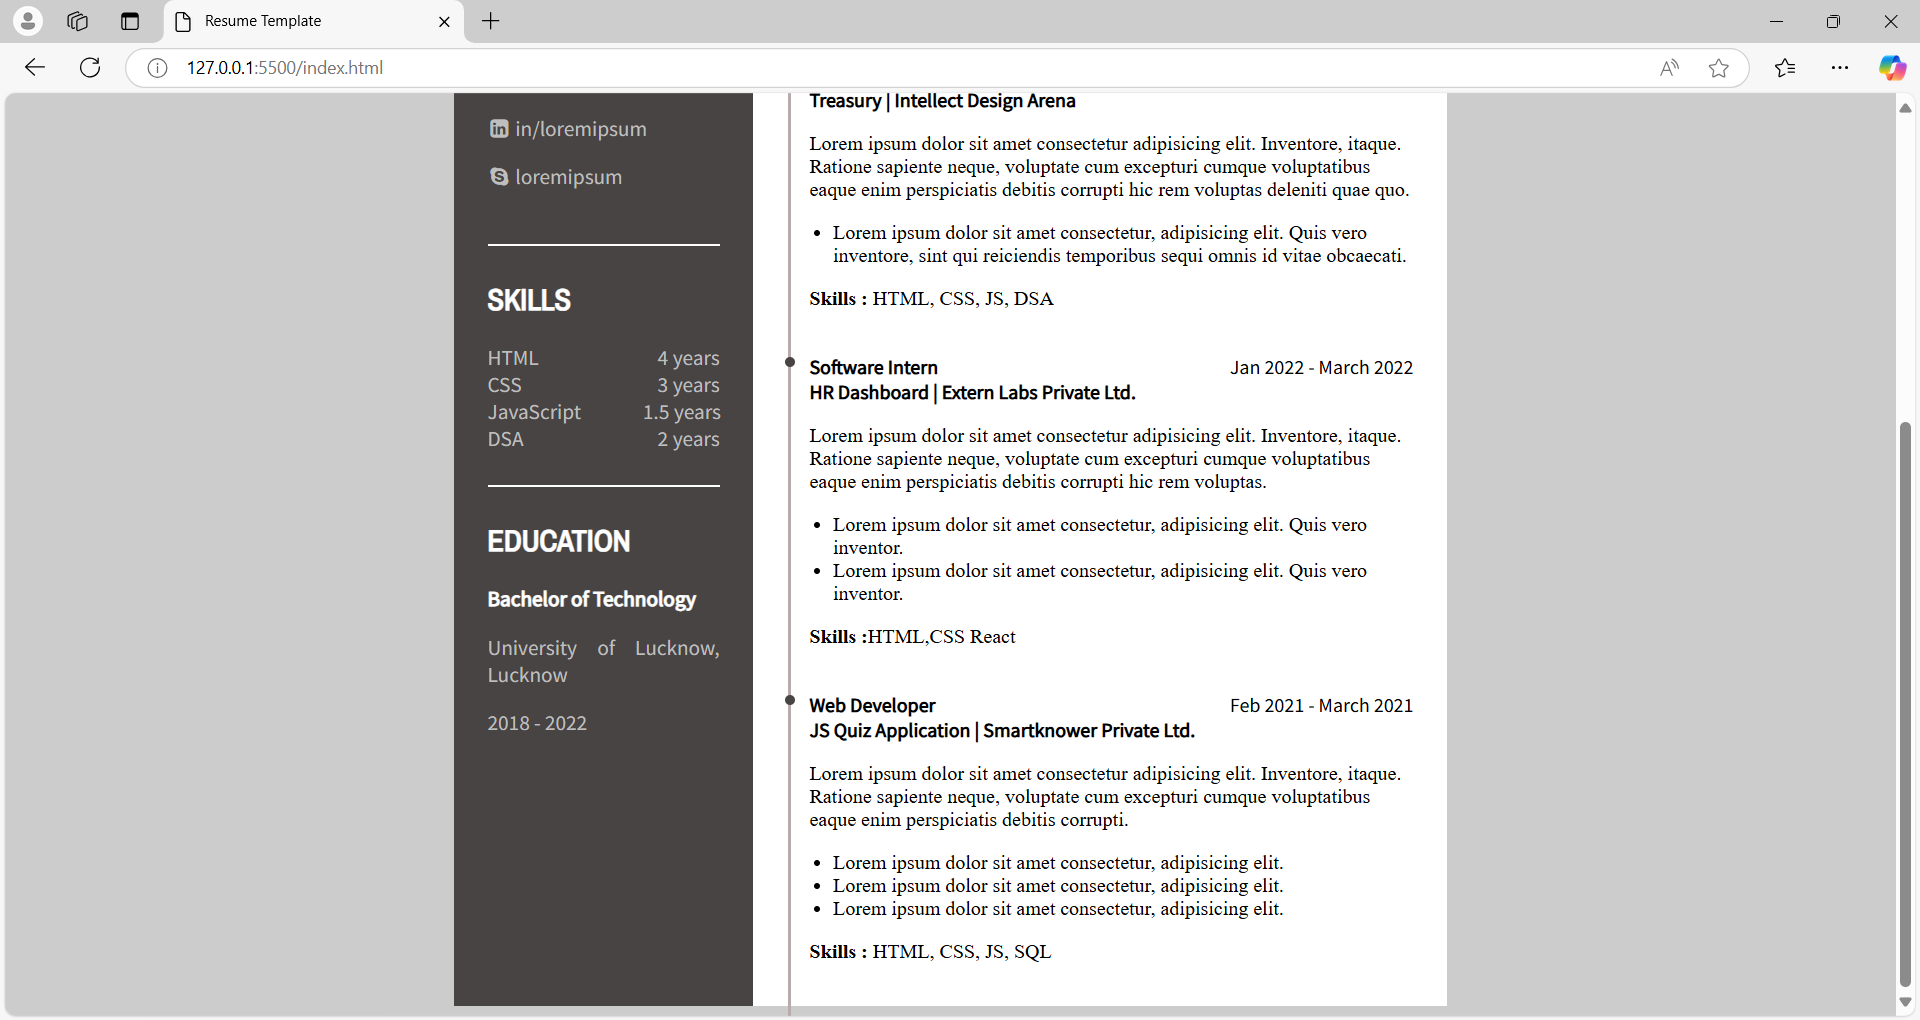 Resume Template
127.0.0.1:5500/index.html
in/loremipsum
loremipsum
SKILLS
HTML 4 years
CSS 3 years
JavaScript 1.5 years
DSA 2 years
EDUCATION
Bachelor of Technology
University of Lucknow,
Lucknow
2018 - 2022
Treasury | Intellect Design Arena
Lorem ipsum dolor sit amet consectetur adipisicing elit. Inventore, itaque.
Ratione sapiente neque, voluptate cum excepturi cumque voluptatibus
eaque enim perspiciatis debitis corrupti hic rem voluptas deleniti quae quo.
• Lorem ipsum dolor sit amet consectetur, adipisicing elit. Quis vero
inventore, sint qui reiciendis temporibus sequi omnis id vitae obcaecati.
Skills : HTML, CSS, JS, DSA
Software Intern Jan 2022 - March 2022
HR Dashboard | Extern Labs Private Ltd.
Lorem ipsum dolor sit amet consectetur adipisicing elit. Inventore, itaque.
Ratione sapiente neque, voluptate cum excepturi cumque voluptatibus
eaque enim perspiciatis debitis corrupti hic rem voluptas.
• Lorem ipsum dolor sit amet consectetur, adipisicing elit. Quis vero
inventor.
• Lorem ipsum dolor sit amet consectetur, adipisicing elit. Quis vero
inventor.
Skills :HTML,CSS React
Web Developer Feb 2021 - March 2021
JS Quiz Application | Smartknower Private Ltd.
Lorem ipsum dolor sit amet consectetur adipisicing elit. Inventore, itaque.
Ratione sapiente neque, voluptate cum excepturi cumque voluptatibus
eaque enim perspiciatis debitis corrupti.
• Lorem ipsum dolor sit amet consectetur, adipisicing elit.
• Lorem ipsum dolor sit amet consectetur, adipisicing elit.
• Lorem ipsum dolor sit amet consectetur, adipisicing elit.
Skills : HTML, CSS, JS, SQL